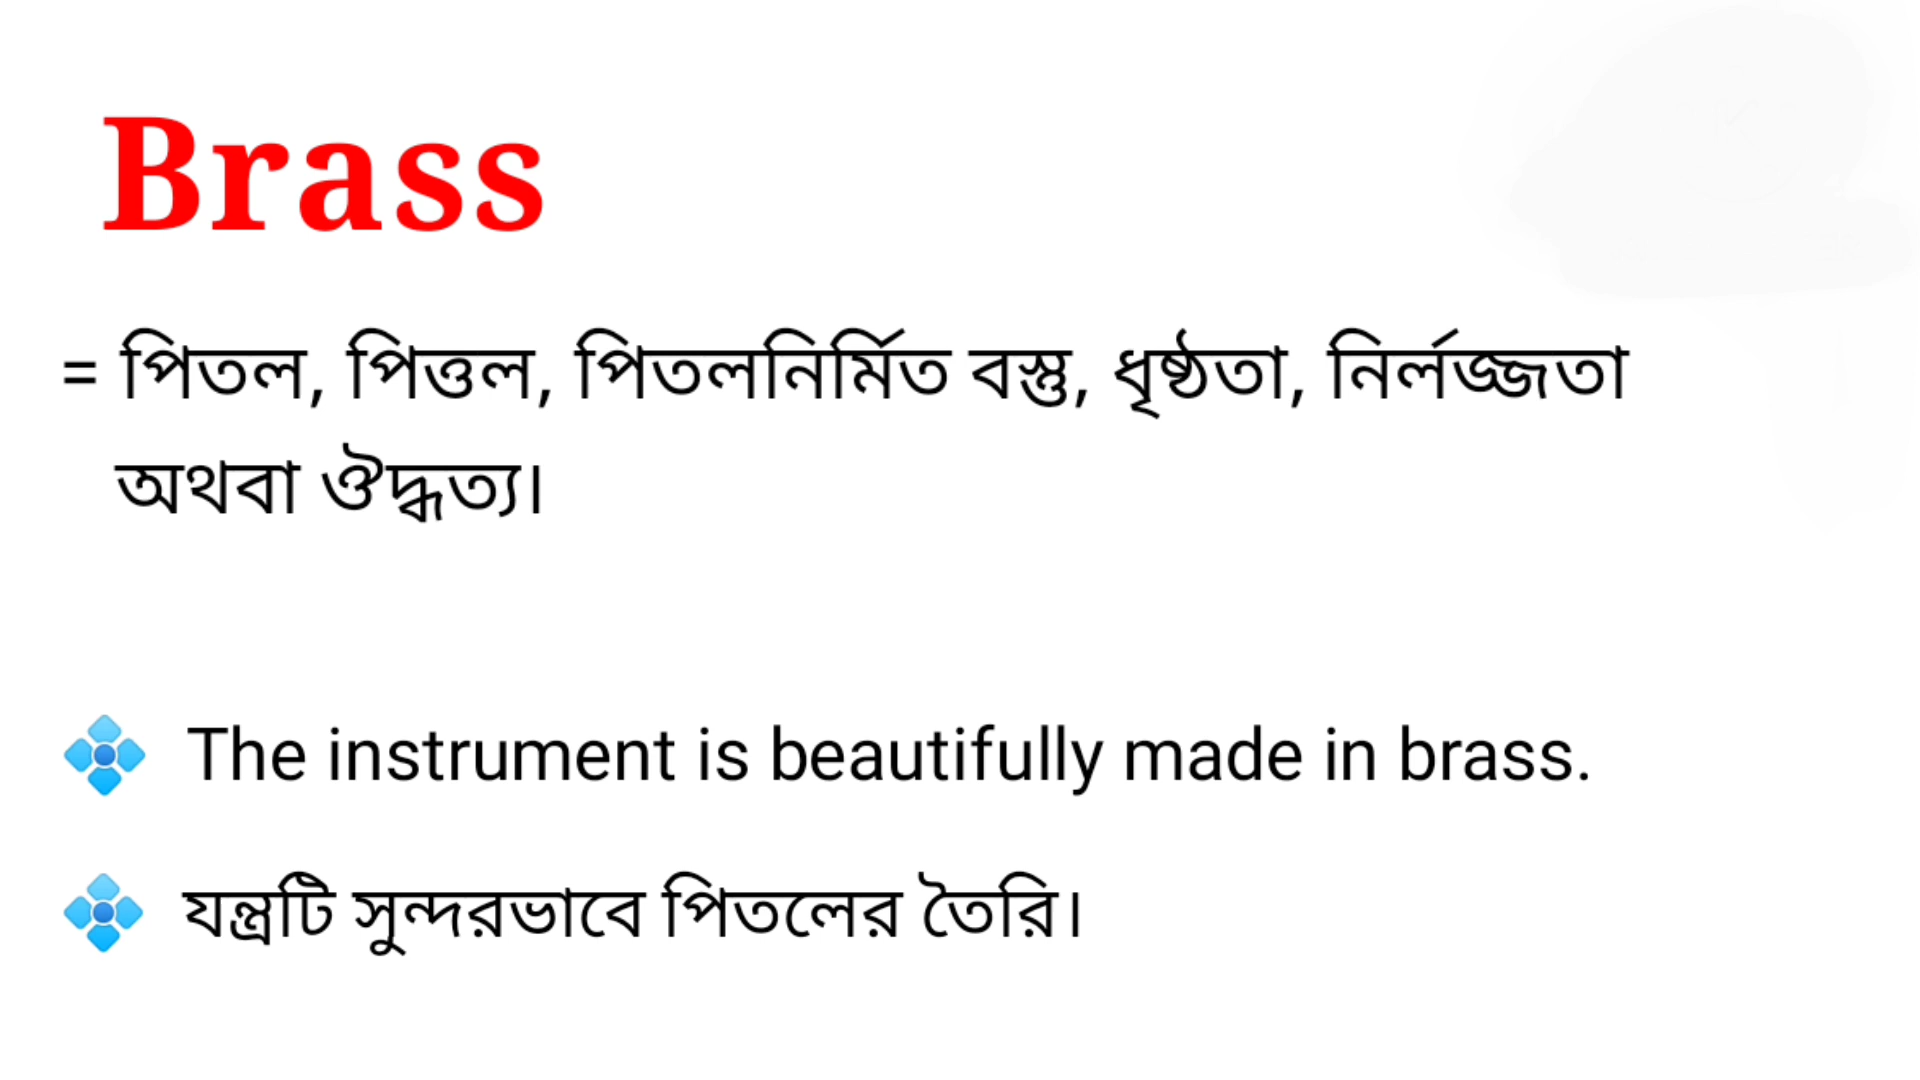 Brass
= পিতল, পিত্তল, পিতলনির্মিত বস্তু, ধৃষ্ঠতা, নির্লজ্জতা
অথবা ঔদ্ধত্য।
The instrument is beautifully made in brass.
যন্ত্রটি সুন্দরভাবে পিতলের তৈরি।